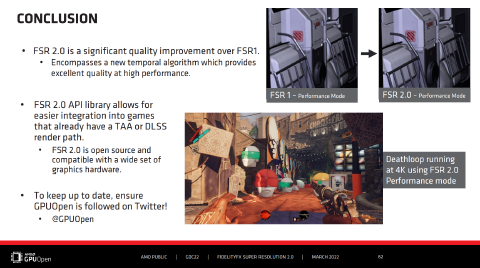 CONCLUSION
• FSR 2.0 is a significant quality improvement over FSR1.
• Encompasses a new temporal algorithm which provides
excellent quality at high performance.
• FSR 2.0 API library allows for
easier integration into games
that already have a TAA or DLSS
render path.
• FSR 2.0 is open source and
compatible with a wide set of
graphics hardware.
• To keep up to date, ensure
GPUOpen is followed on Twitter!
• @GPUOpen
FSR 1 - Performance Mode
FSR 2.0 - Performance Mode
Deathloop running
at 4K using FSR 2.0
Performance mode
AMD
GPUOpen
AMD PUBLIC | GDC22 | FIDELITYFX SUPER RESOLUTION 2.0 | MARCH 2022 62